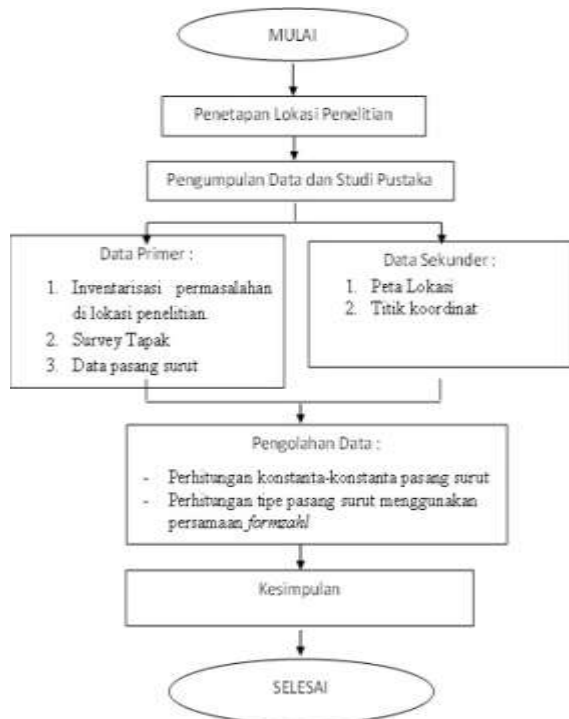 MULAI
Penetapan Lokasi Penelitian
Pengumpulan Data dan Studi Pustaka
Data Primer :
1. Inventarisasi permasalahan
di lokasi penelitian.
2. Survey Tapak
3. Data pasang surut
Data Sekunder :
1. Peta Lokasi
2. Titik koordinat
Pengolahan Data :
- Perhitungan konstanta-konstanta pasang surut
- Perhitungan tipe pasang surut menggunakan
persamaan formzahl
Kesimpulan
SELESAI